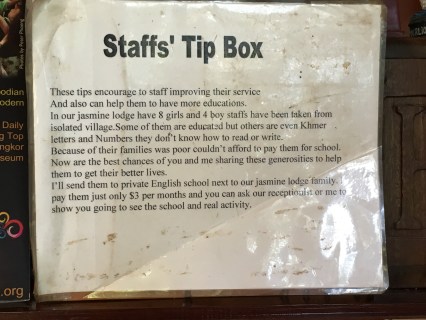 Staffs' Tip Box
These tips encourage to staff improving their service
And also can help them to have more educations.
In our jasmine lodge have 8 girls and 4 boy staffs have been taken from
isolated village.Some of them are educated but others are even Khmer
letters and Numbers they don't know how to read or write.
Because of their families was poor couldn't afford to pay them for school.
Now are the best chances of you and me sharing these generosities to help
them to get their better lives.
I'll send them to private English school next to our jasmine lodge family. I
pay them just only $3 per months and you can ask our receptionist or me to
show you going to see the school and real activity.
odian
odern
Daily
g Top
ngkor
seum
.org